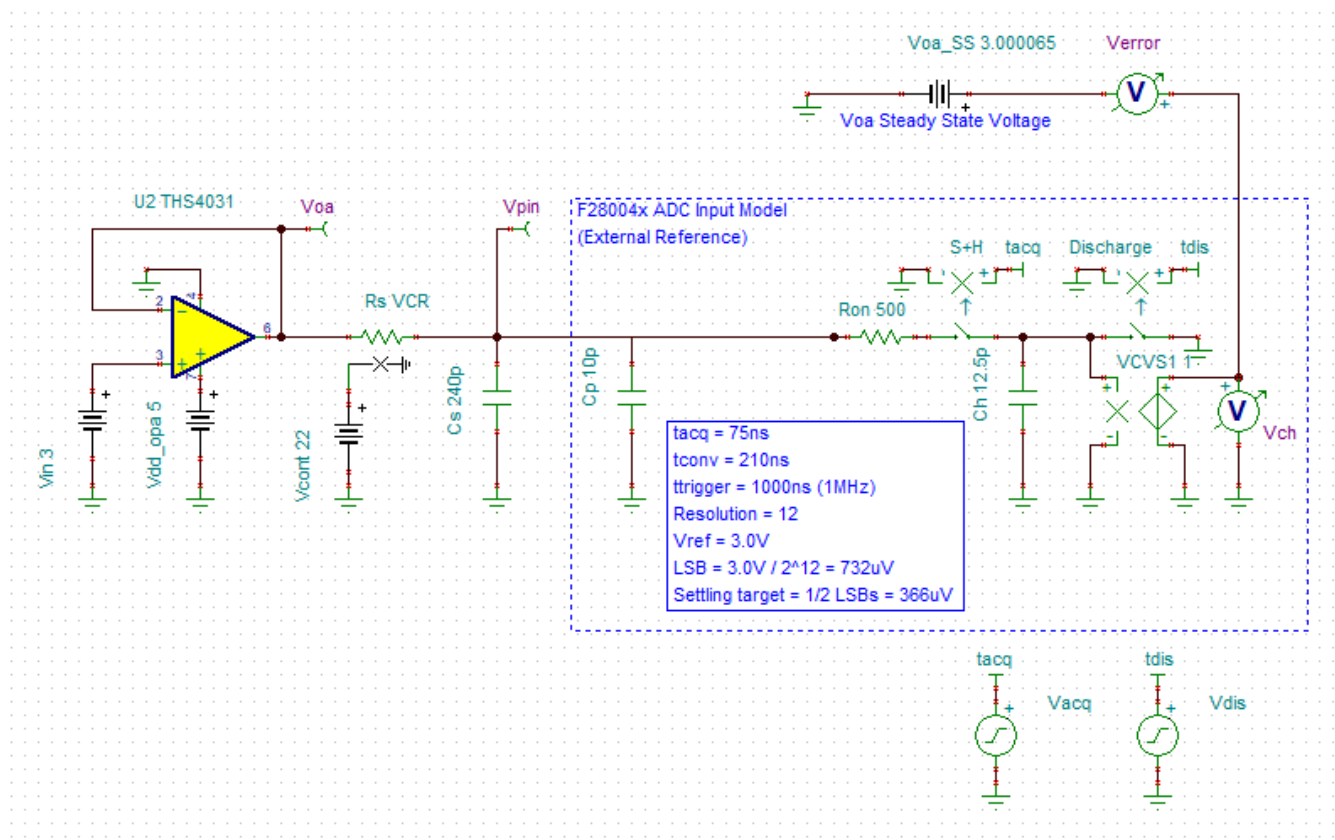 Voa_SS 3.000065
Verror
Voa Steady State Voltage
U2 THS4031
Voa
Vpin
F28004x ADC Input Model
(External Reference)
S+H
tacq
Discharge
tdis
Rs VCR
Ron 500
VCVS1 1
2
3
4
6
7
Vin 3
Vdd_opa 5
Vcont 22
Cs 240p
Cp 10p
Ch 12.5p
V
V
Vch
tacq = 75ns
tconv = 210ns
ttrigger = 1000ns (1MHz)
Resolution = 12
Vref = 3.0V
LSB = 3.0V / 2^12 = 732uV
Settling target = 1/2 LSBs = 366uV
tacq
tdis
Vacq
Vdis